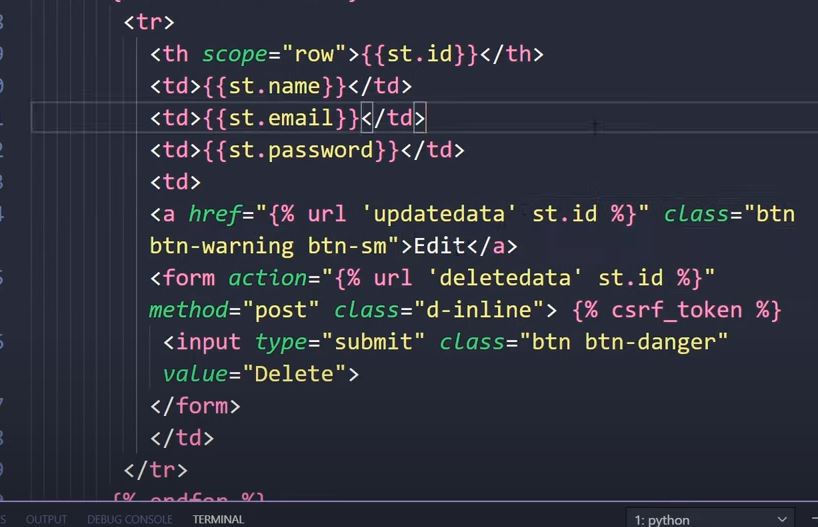 <tr>
<th scope="row">{{st.id}}</th>
<td>{{st.name}}</td>
<td>{{st.email}}</td>
<td>{{st.password}}</td>
<td>
<a href="{% url 'updatedata' st.id %}" class="btn
btn-warning btn-sm">Edit</a>
<form action="{% url 'deletedata' st.id %}"
method="post" class="d-inline"> {% csrf_token %}
<input type="submit" class="btn btn-danger"
value="Delete">
</form>
</td>
</tr>
{% endfor %}
OUTPUT DEBUG CONSOLE TERMINAL 1: python